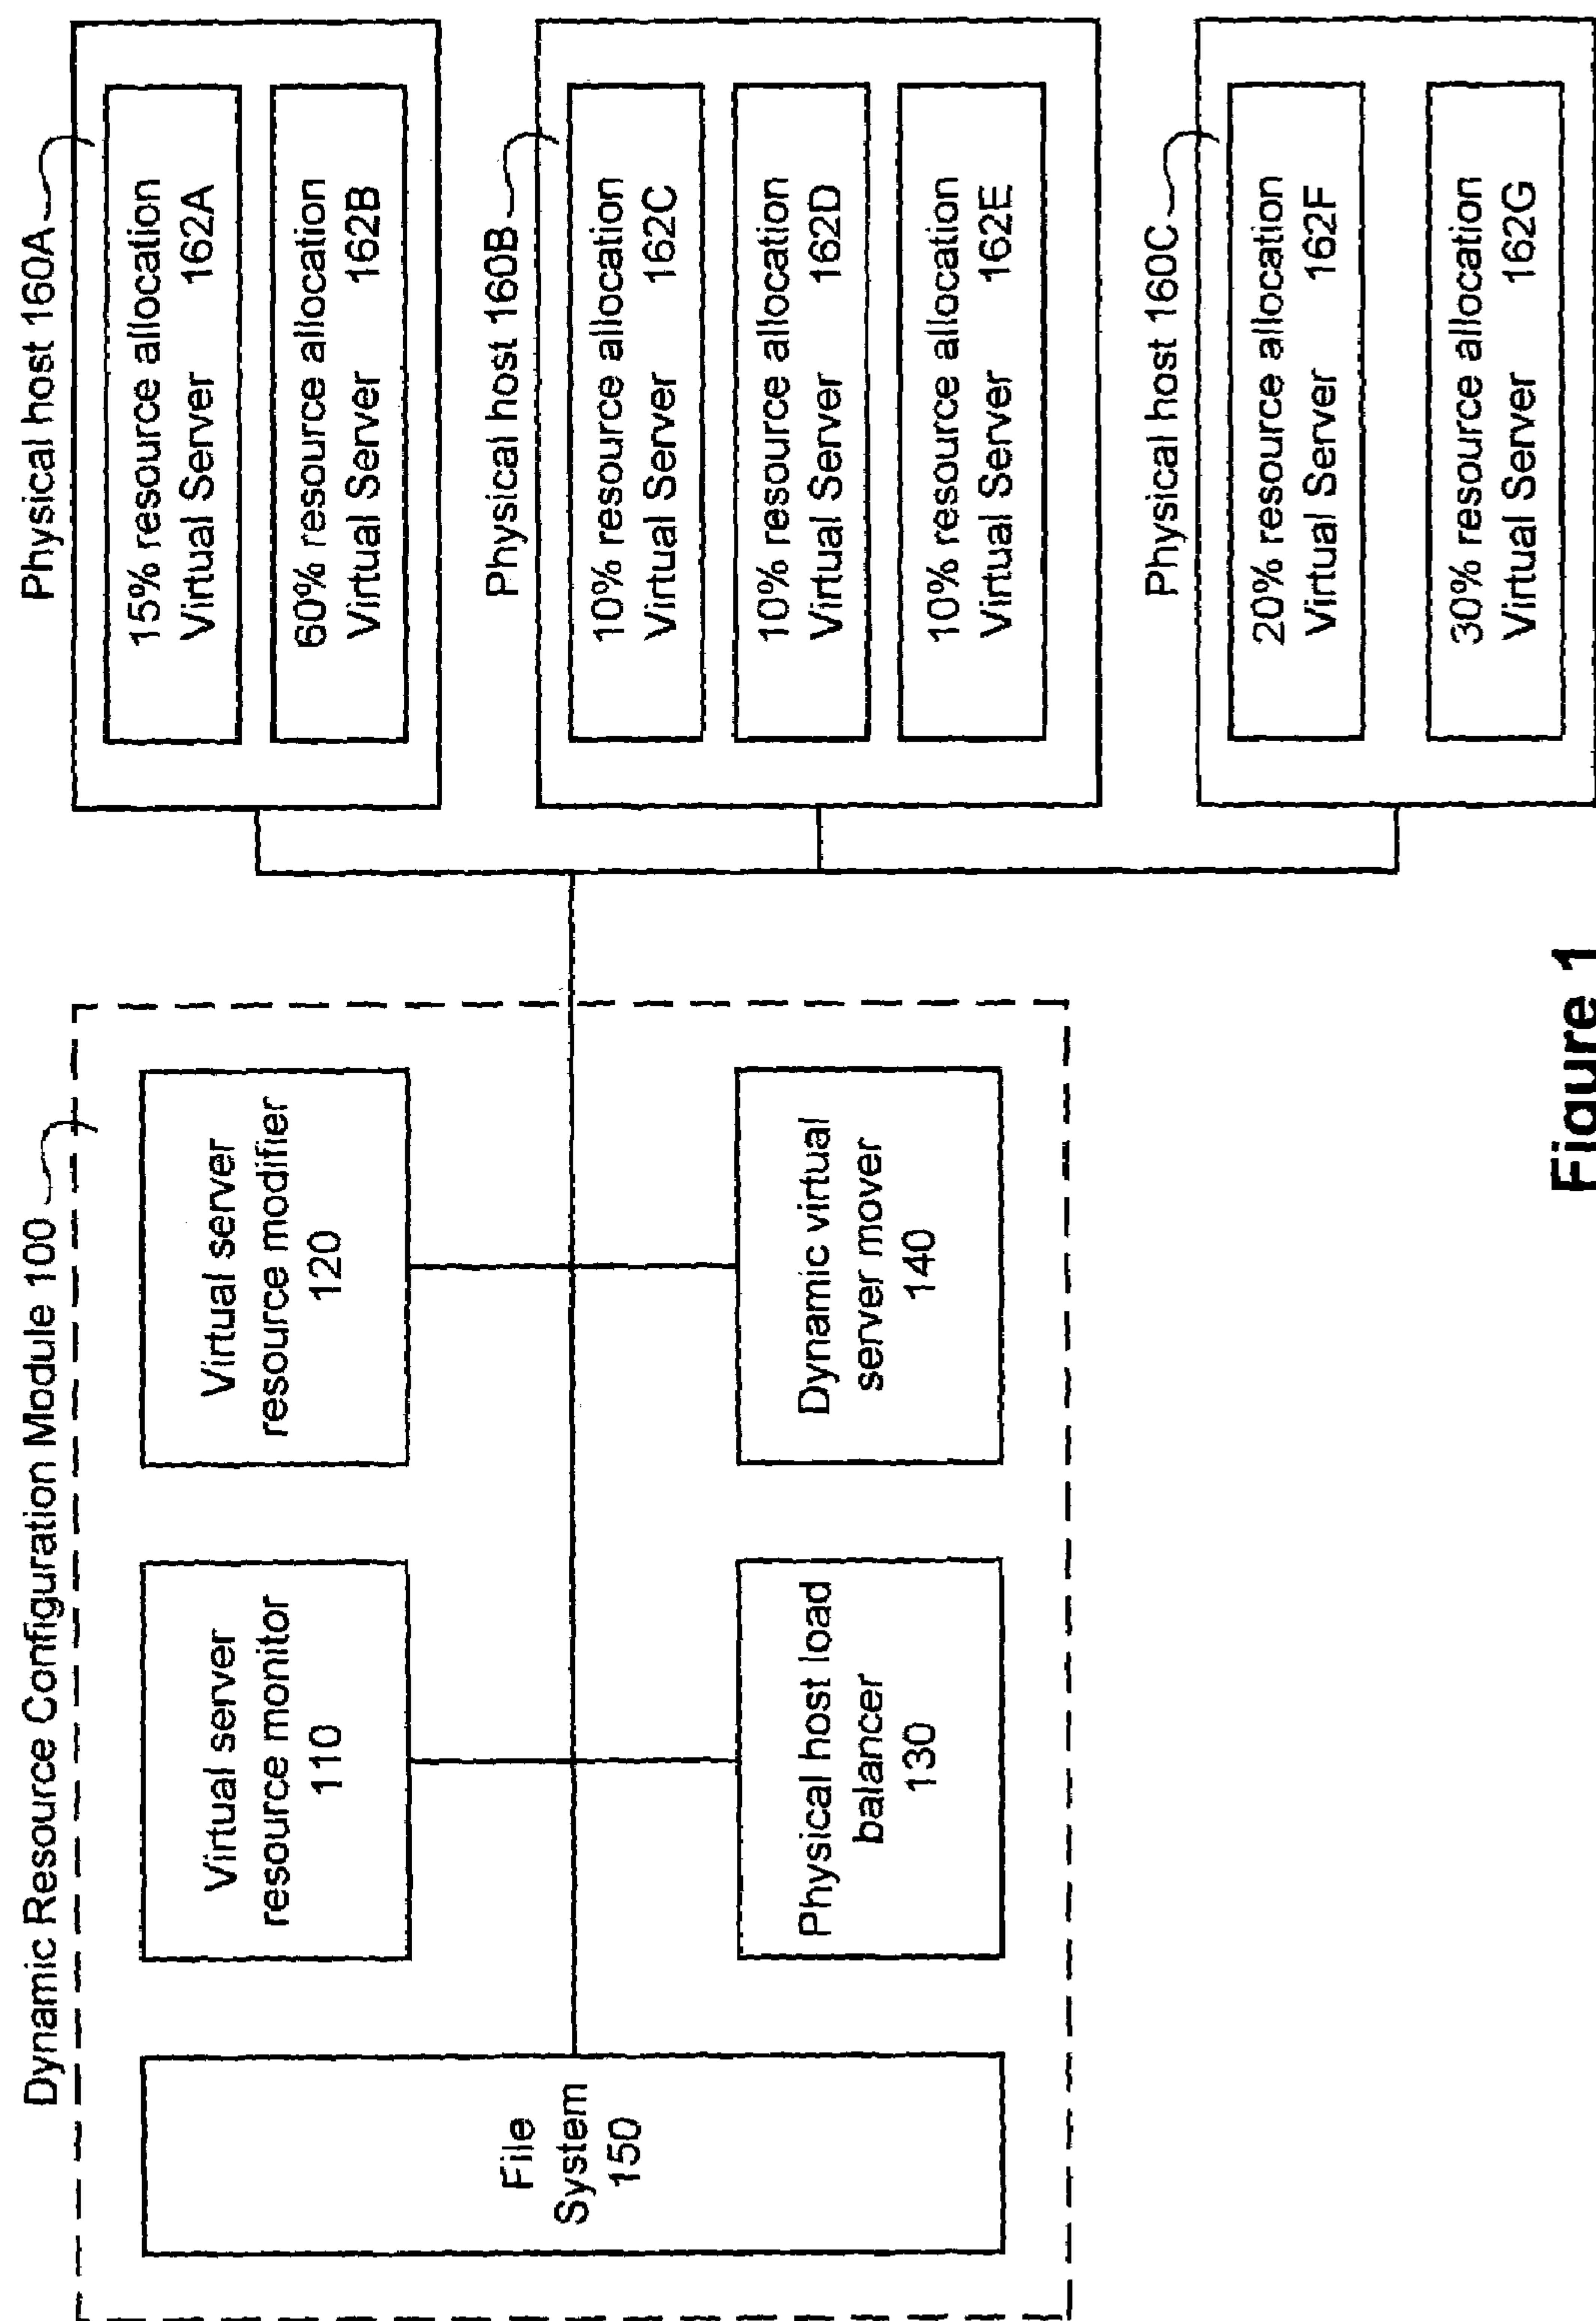 Dynamic Resource Configuration Module 100
File
System
150
Virtual server
resource monitor
110
Virtual server
resource modifier
120
Physical host load
balancer
130
Dynamic virtual
server mover
140
Physical host 160A
15% resource allocation
Virtual Server 162A
60% resource allocation
Virtual Server 162B
Physical host 160B
10% resource allocation
Virtual Server 162C
10% resource allocation
Virtual Server 162D
10% resource allocation
Virtual Server 162E
Physical host 160C
20% resource allocation
Virtual Server 162F
30% resource allocation
Virtual Server 162G
Figure 1